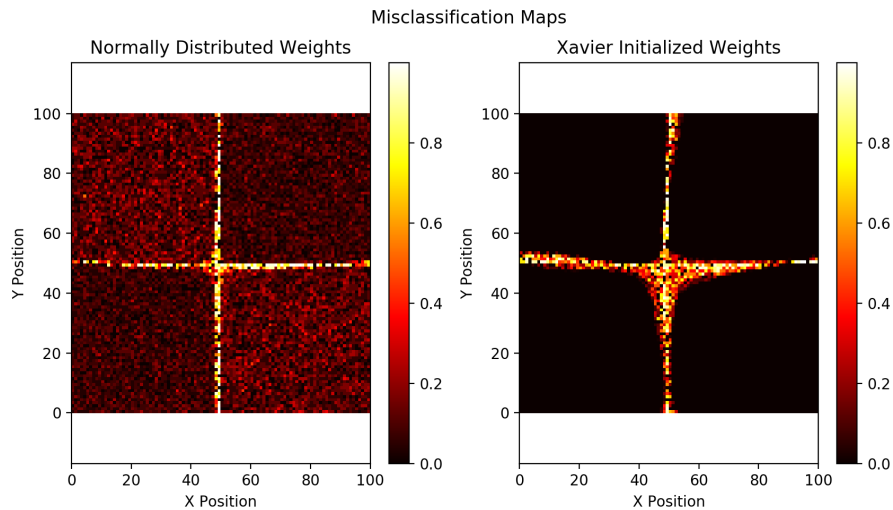 Misclassification Maps
Normally Distributed Weights
Xavier Initialized Weights
100
80
60
40
20
0
Y Position
0 20 40 60 80 100
X Position
0.8
0.6
0.4
0.2
0.0
100
80
60
40
20
0
Y Position
0 20 40 60 80 100
X Position
0.8
0.6
0.4
0.2
0.0